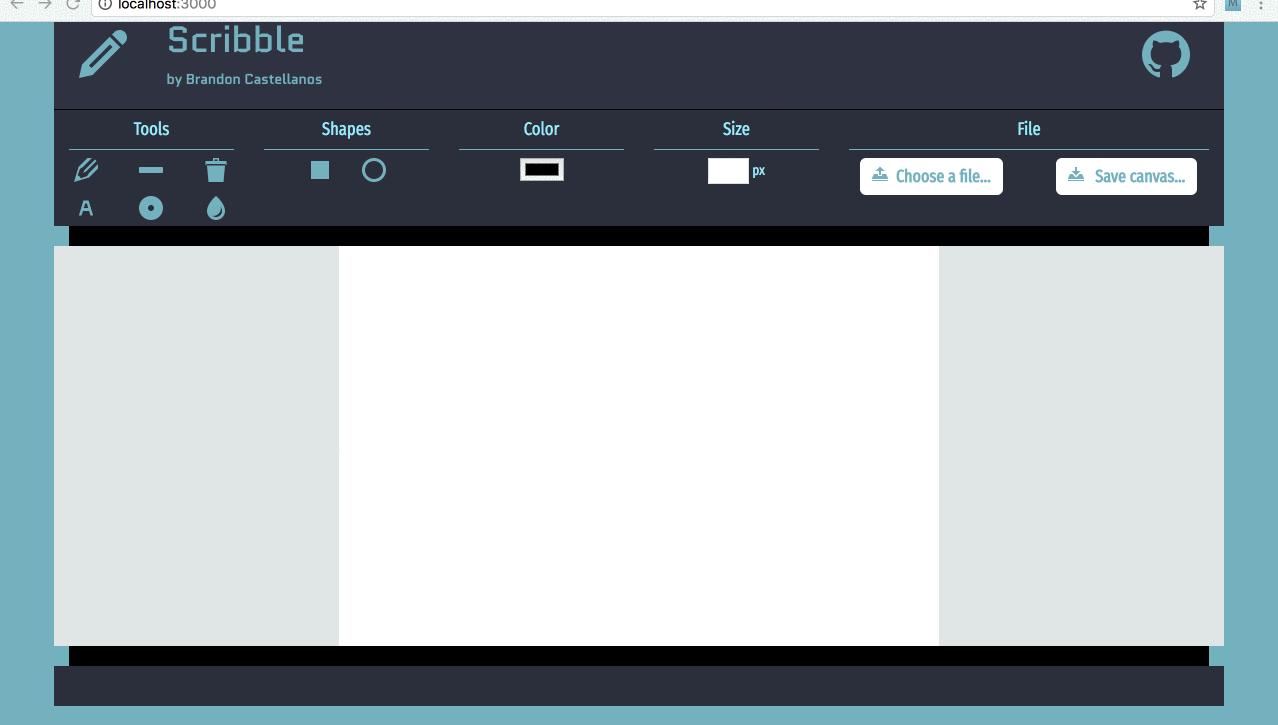 localhost:3000
M
Scribble
by Brandon Castellanos
Tools
Shapes
Color
Size
File
px
Choose a file...
Save canvas...
A